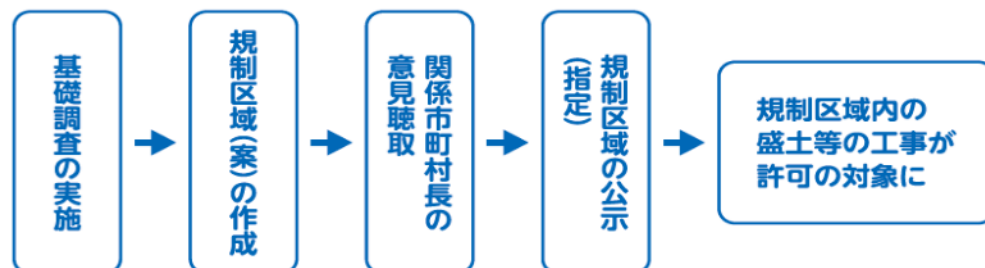 基礎調査の実施
規制区域(案)の作成
関係市町村長の
意見聴取
規制区域の公示
(指定)
規制区域内の
盛土等の工事が
許可の対象に